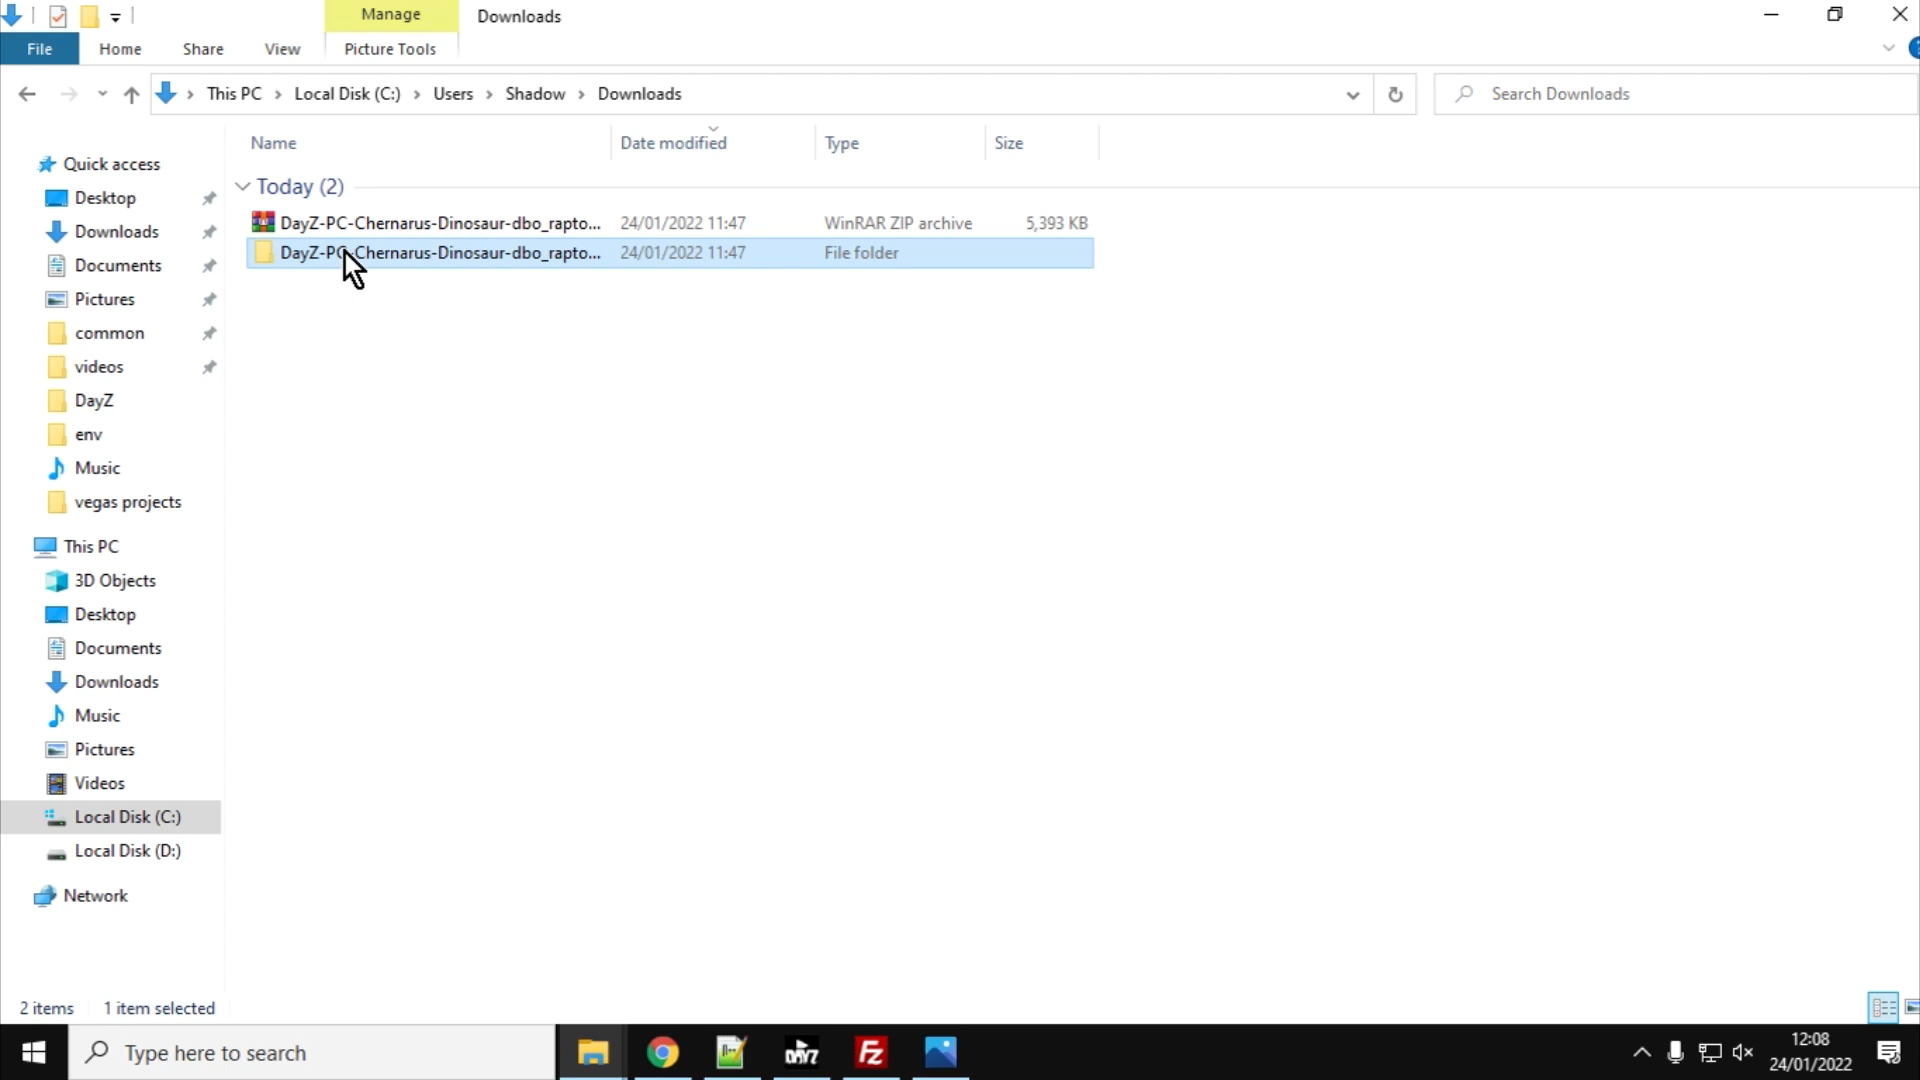 Manage
Downloads
File
Home
Share
View
Picture Tools
This PC
Local Disk (C:)
Users
Shadow
Downloads
Search Downloads
Name
Date modified
Type
Size
Today (2)
DayZ-PC-Chernarus-Dinosaur-dbo_rapto... 24/01/2022 11:47 WinRAR ZIP archive 5,393 KB
DayZ-PC-Chernarus-Dinosaur-dbo_rapto... 24/01/2022 11:47 File folder
Quick access
Desktop
Downloads
Documents
Pictures
common
videos
DayZ
env
Music
vegas projects
This PC
3D Objects
Desktop
Documents
Downloads
Music
Pictures
Videos
Local Disk (C:)
Local Disk (D:)
Network
2 items
1 item selected
Type here to search
DAYZ
FZ
12:08
24/01/2022